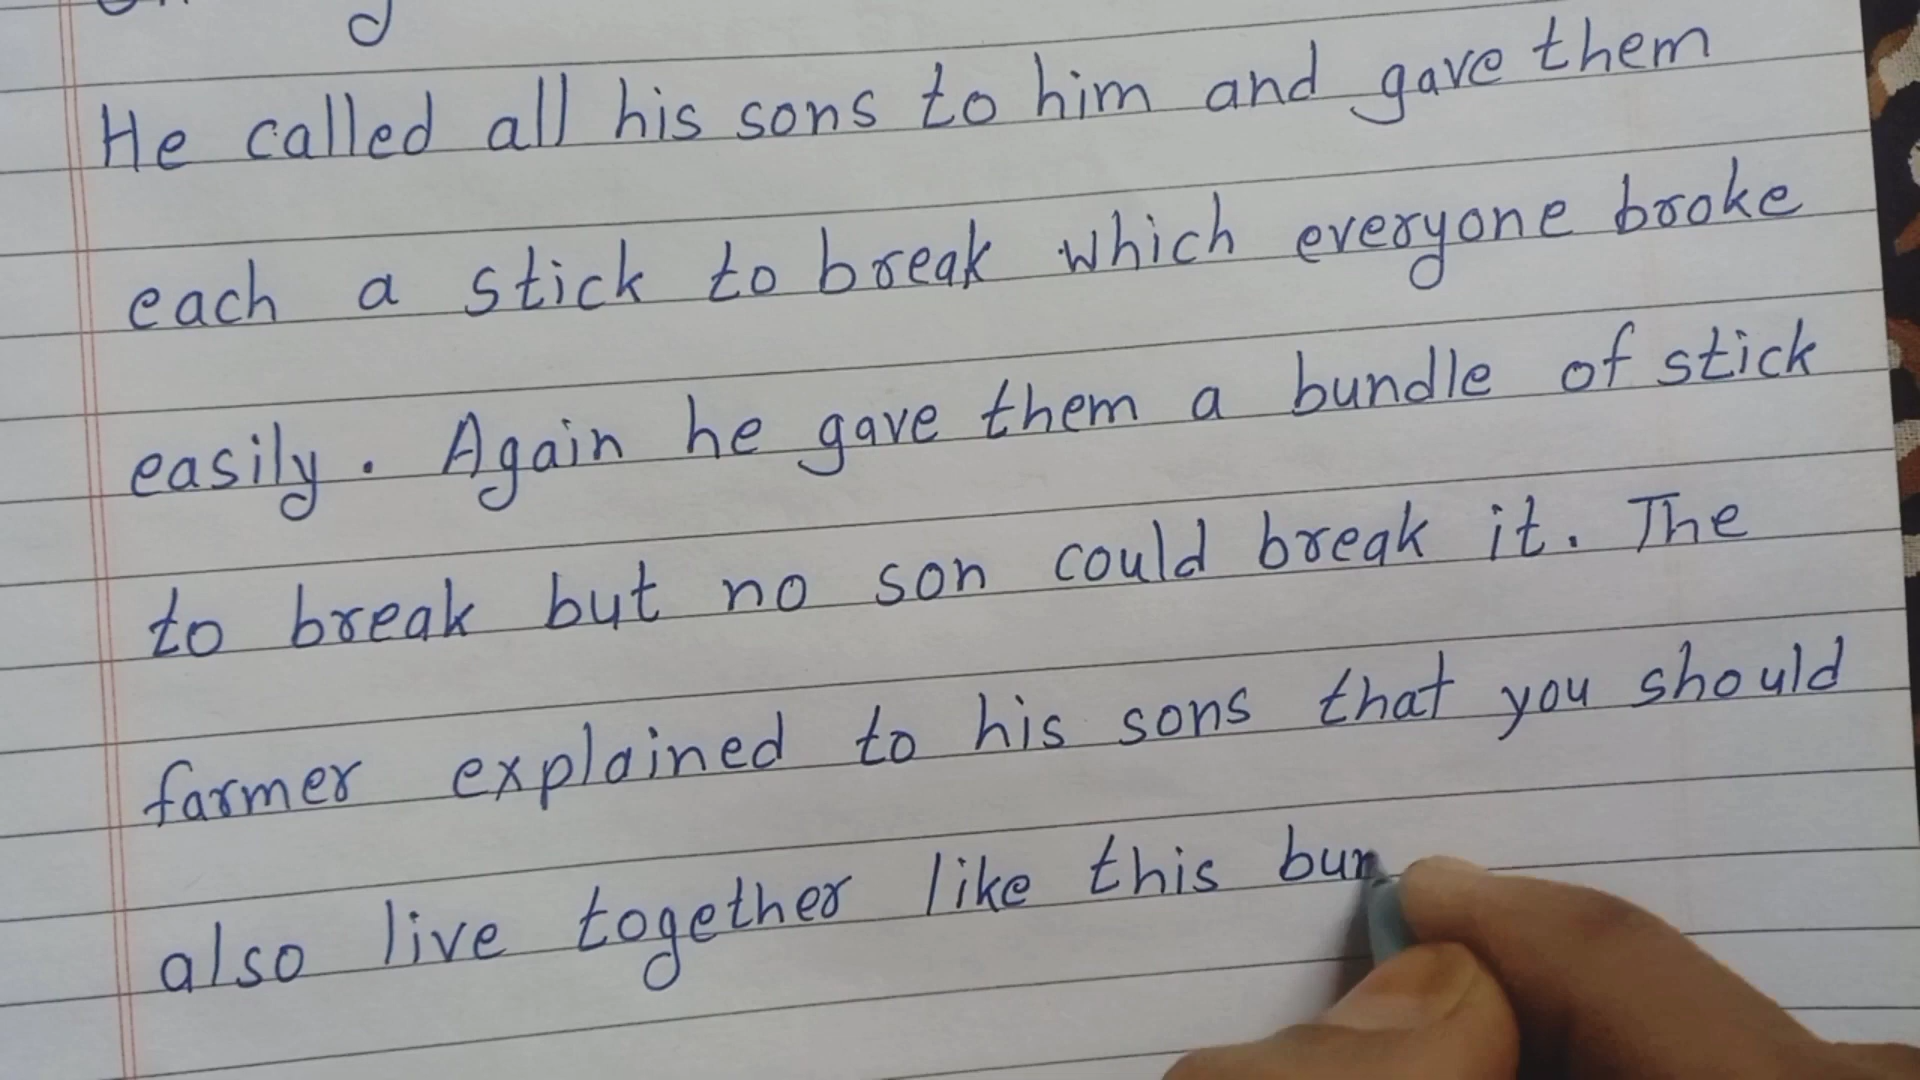 He called all his sons to him and gave them
each a stick to break which everyone broke
easily. Again he gave them a bundle of stick
to break but no son could break it. The
farmer explained to his sons that you should
also live together like this bun